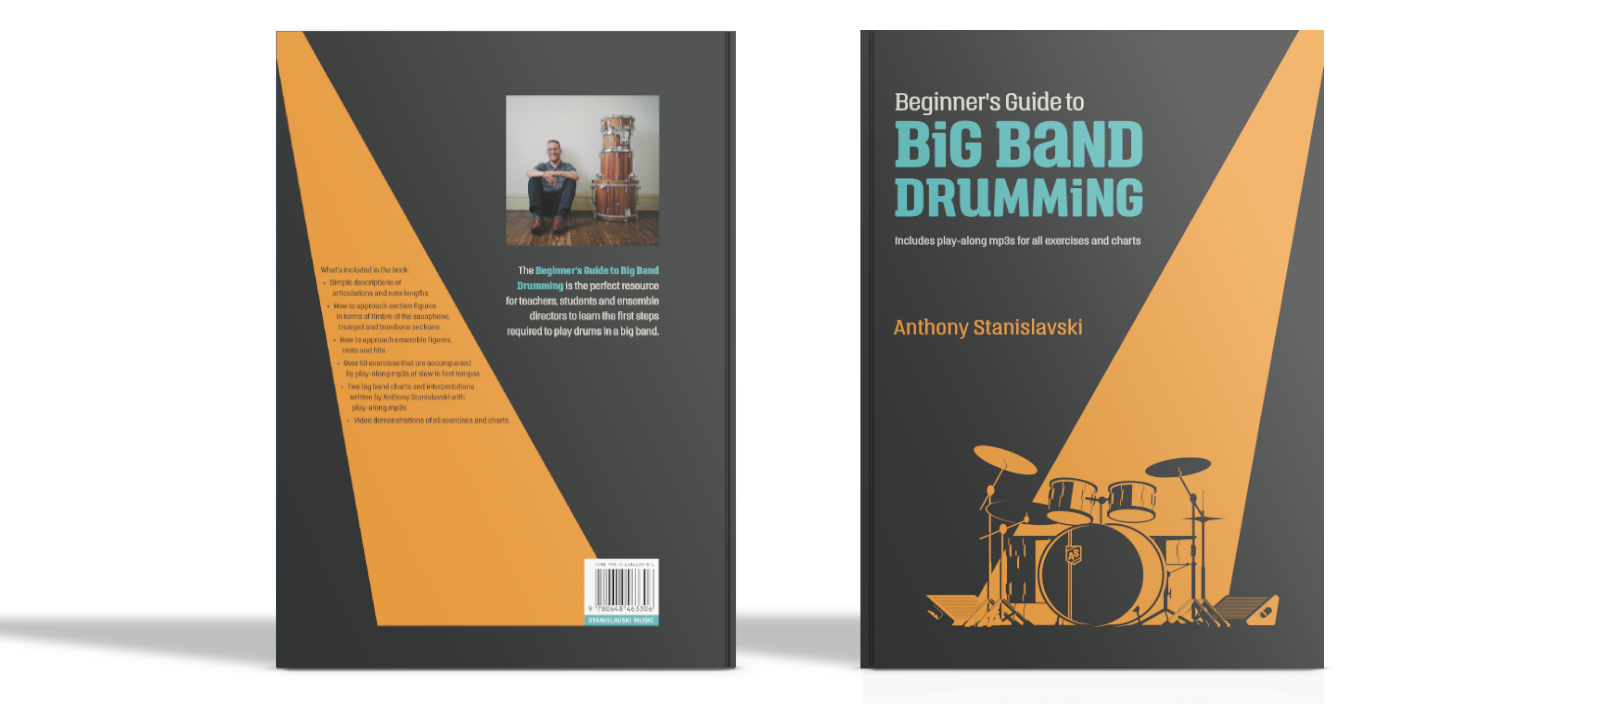 What's included in the book:
• Simple descriptions of
articulations and note lengths.
• How to approach section figures
in terms of timbre of the saxophone,
trumpet and trombone sections.
• How to approach ensemble figures,
rests and fills.
• Over 50 exercises that are accompanied
by play-along mp3s at slow to fast tempos.
• Two big band charts and interpretations
written by Anthony Stanislavski with
play-along mp3s.
• Video demonstrations of all exercises and charts
The Beginner's Guide to Big Band
Drumming is the perfect resource
for teachers, students and ensemble
directors to learn the first steps
required to play drums in a big band.
9 780648 463306
STANISLAVSKI MUSIC
Beginner's Guide to
BiG BaND
DRUMMiNG
Includes play-along mp3s for all exercises and charts
Anthony Stanislavski
AS